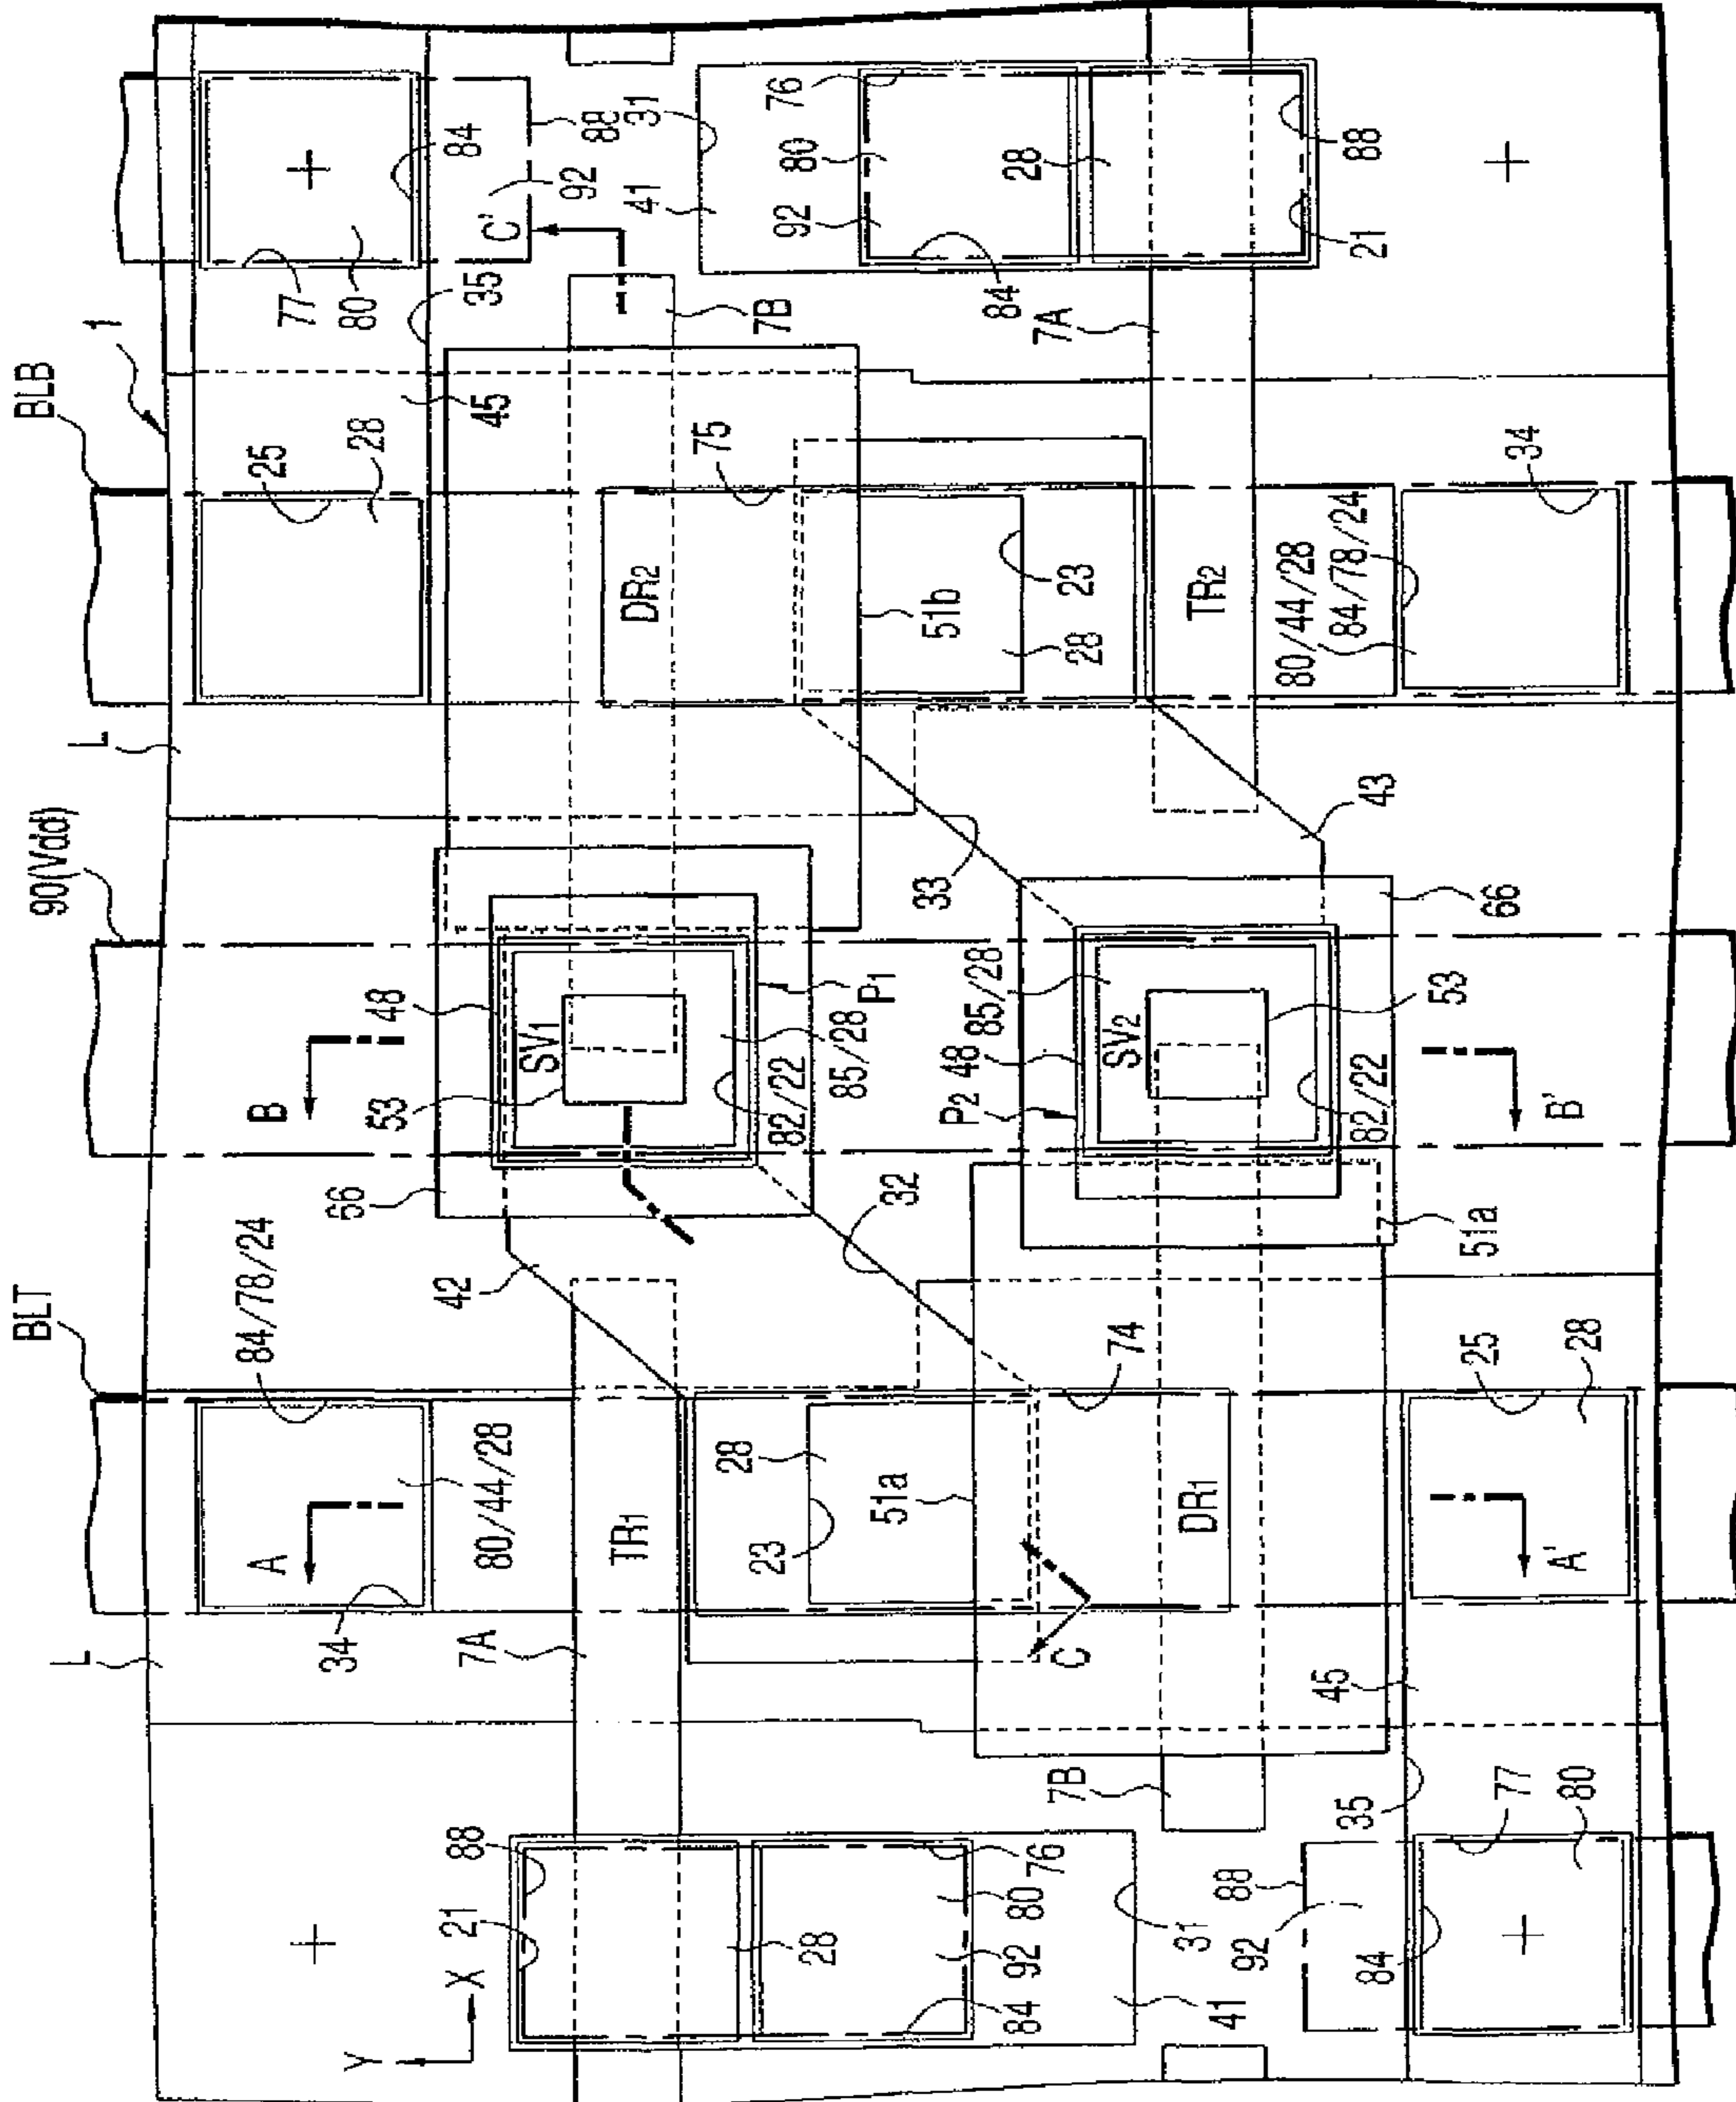 BLT
90(Vdd)
BLB
L
L
1
A
84/78/24
B
25
77
34
66
53
48
28
80
Y
X
21
88
7A
80/44/28
42
SV1
45
35
84
C'
92
88
TR1
DR2
31
41
28
23
28
32
82/22
85/28
P1
75
7B
76
80
92
76
80
92
84
51a
33
51b
28
84
28
C
7B
74
P2
48
85/28
23
7A
84
31
41
DR1
SV2
TR2
88
92
45
35
82/22
80/44/28
84/78/24
43
21
88
84
77
80
25
28
A'
51a
53
B'
66
34